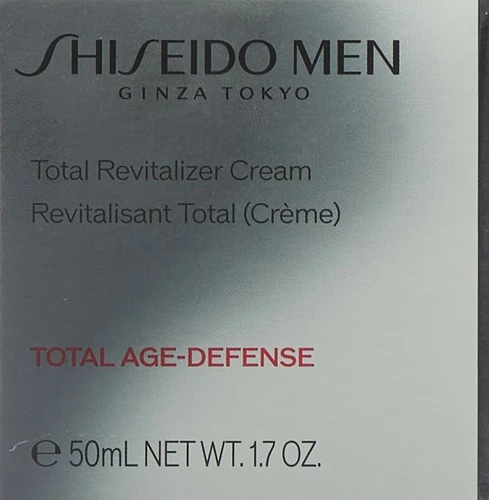 SHISEIDO MEN
GINZA TOKYO
Total Revitalizer Cream
Revitalisant Total (Crème)
TOTAL AGE-DEFENSE
℮ 50mL NET WT. 1.7 OZ.